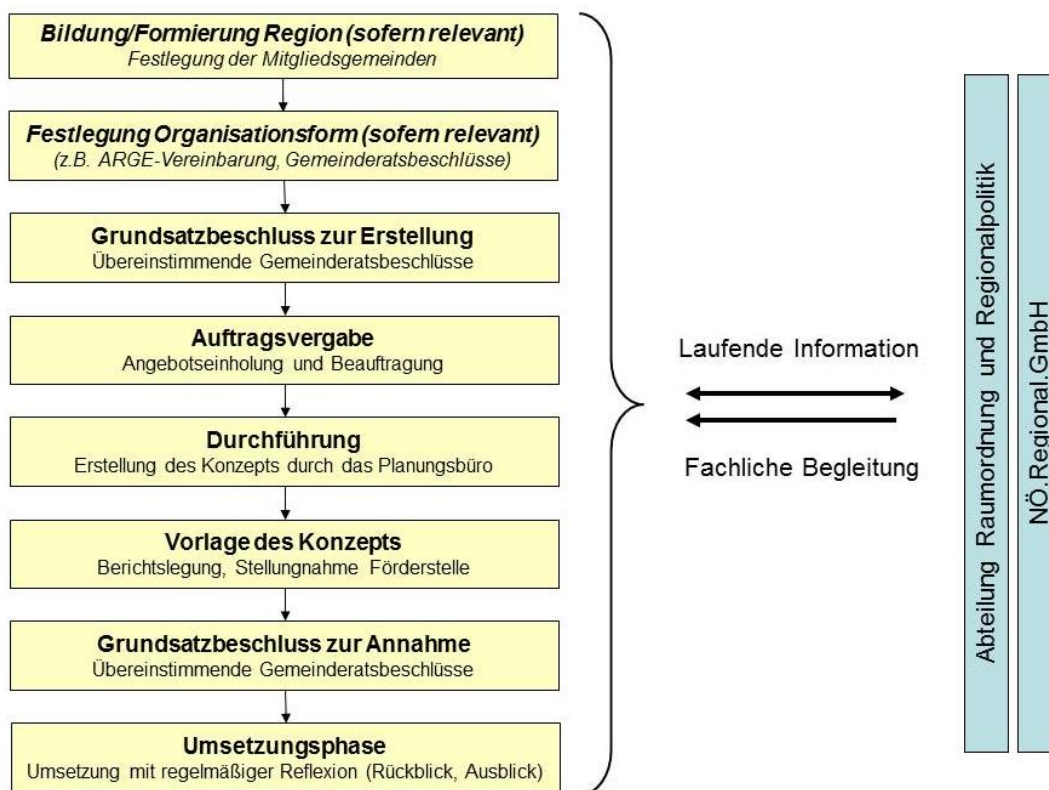 Bildung/Formierung Region (sofern relevant)
Festlegung der Mitgliedsgemeinden
Festlegung Organisationsform (sofern relevant)
(z.B. ARGE-Vereinbarung, Gemeinderatsbeschlüsse)
Grundsatzbeschluss zur Erstellung
Übereinstimmende Gemeinderatsbeschlüsse
Auftragsvergabe
Angebotseinholung und Beauftragung
Durchführung
Erstellung des Konzepts durch das Planungsbüro
Vorlage des Konzepts
Berichtslegung, Stellungnahme Förderstelle
Grundsatzbeschluss zur Annahme
Übereinstimmende Gemeinderatsbeschlüsse
Umsetzungsphase
Umsetzung mit regelmäßiger Reflexion (Rückblick, Ausblick)
Laufende Information
Fachliche Begleitung
Abteilung Raumordnung und Regionalpolitik
NÖ.Regional.GmbH